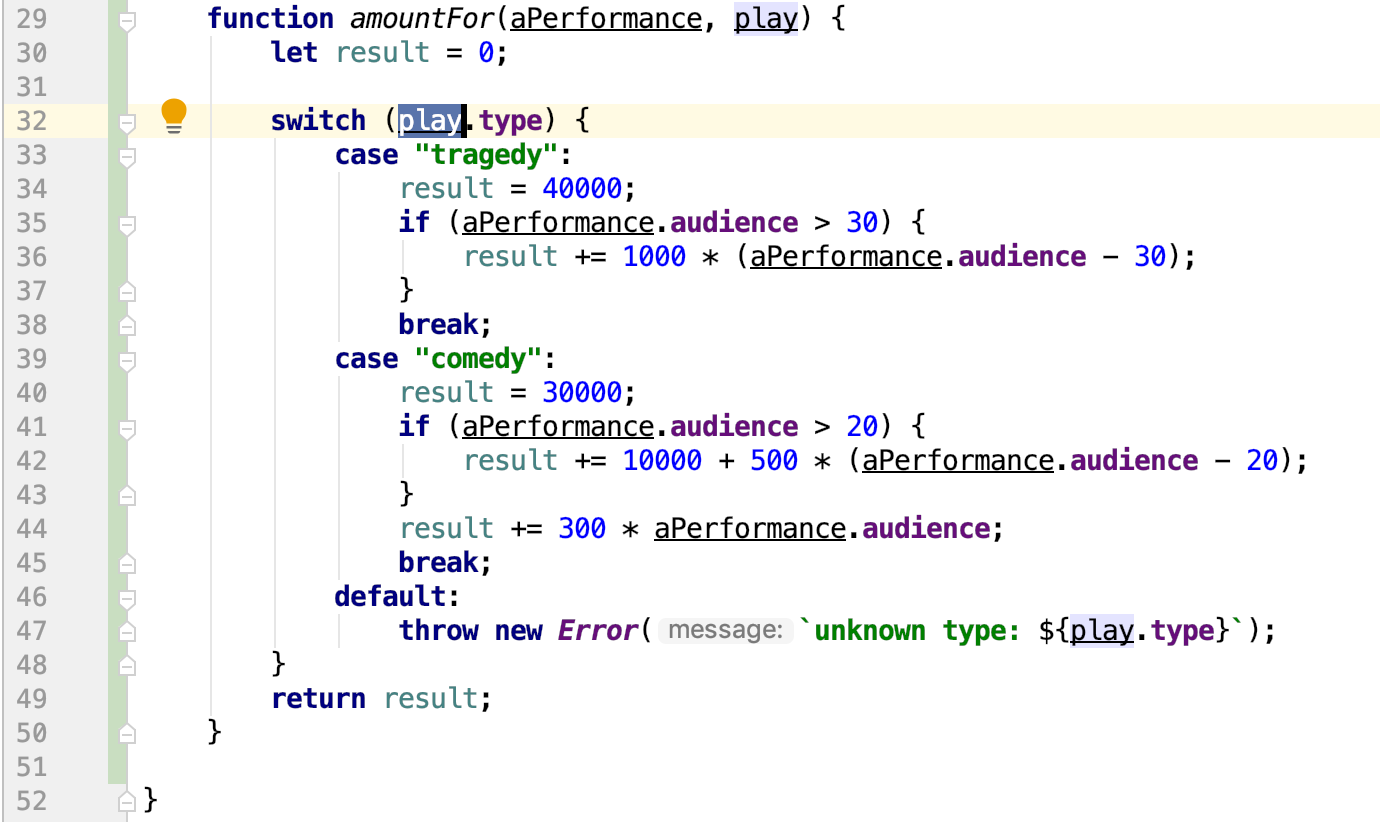 29 function amountFor(aPerformance, play) {
30 let result = 0;
31
32 switch (play.type) {
33 case "tragedy":
34 result = 40000;
35 if (aPerformance.audience > 30) {
36 result += 1000 * (aPerformance.audience - 30);
37 }
38 break;
39 case "comedy":
40 result = 30000;
41 if (aPerformance.audience > 20) {
42 result += 10000 + 500 * (aPerformance.audience - 20);
43 }
44 result += 300 * aPerformance.audience;
45 break;
46 default:
47 throw new Error( message: `unknown type: ${play.type}`);
48 }
49 return result;
50 }
51
52 }